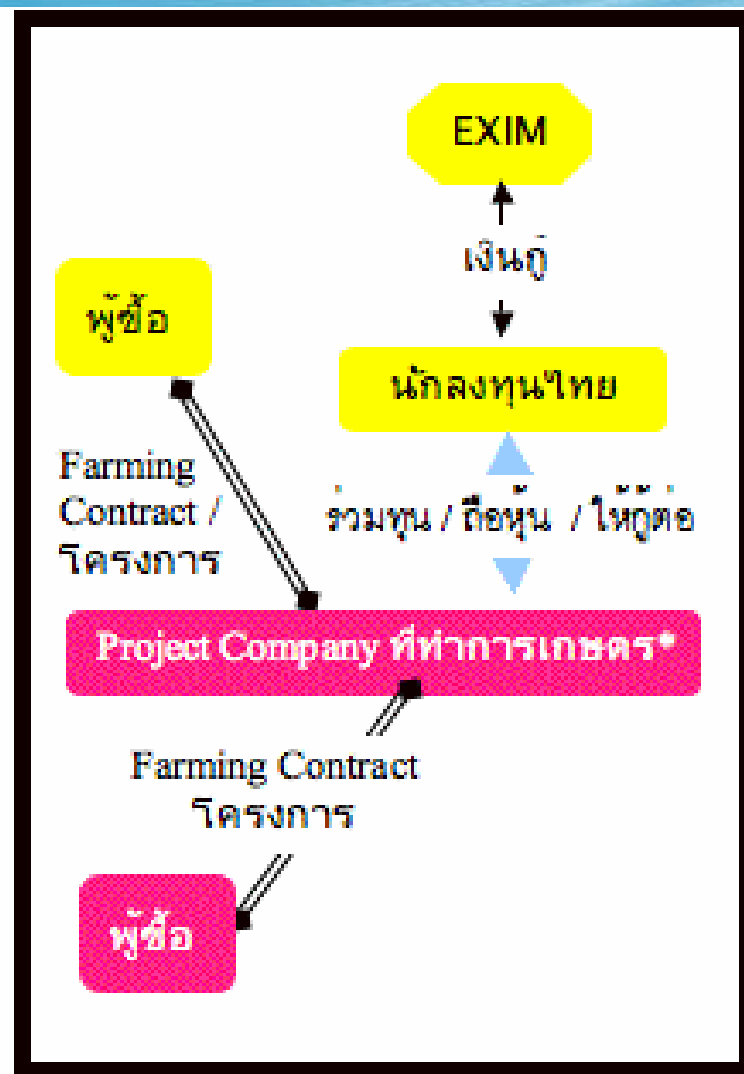 EXIM
เงินกู้
ผู้ซื้อ
นักลงทุนไทย
Farming
Contract /
โครงการ
ร่วมทุน / ถือหุ้น / ให้กู้ต่อ
Project Company ที่ทำการเกษตร*
Farming Contract
โครงการ
ผู้ซื้อ